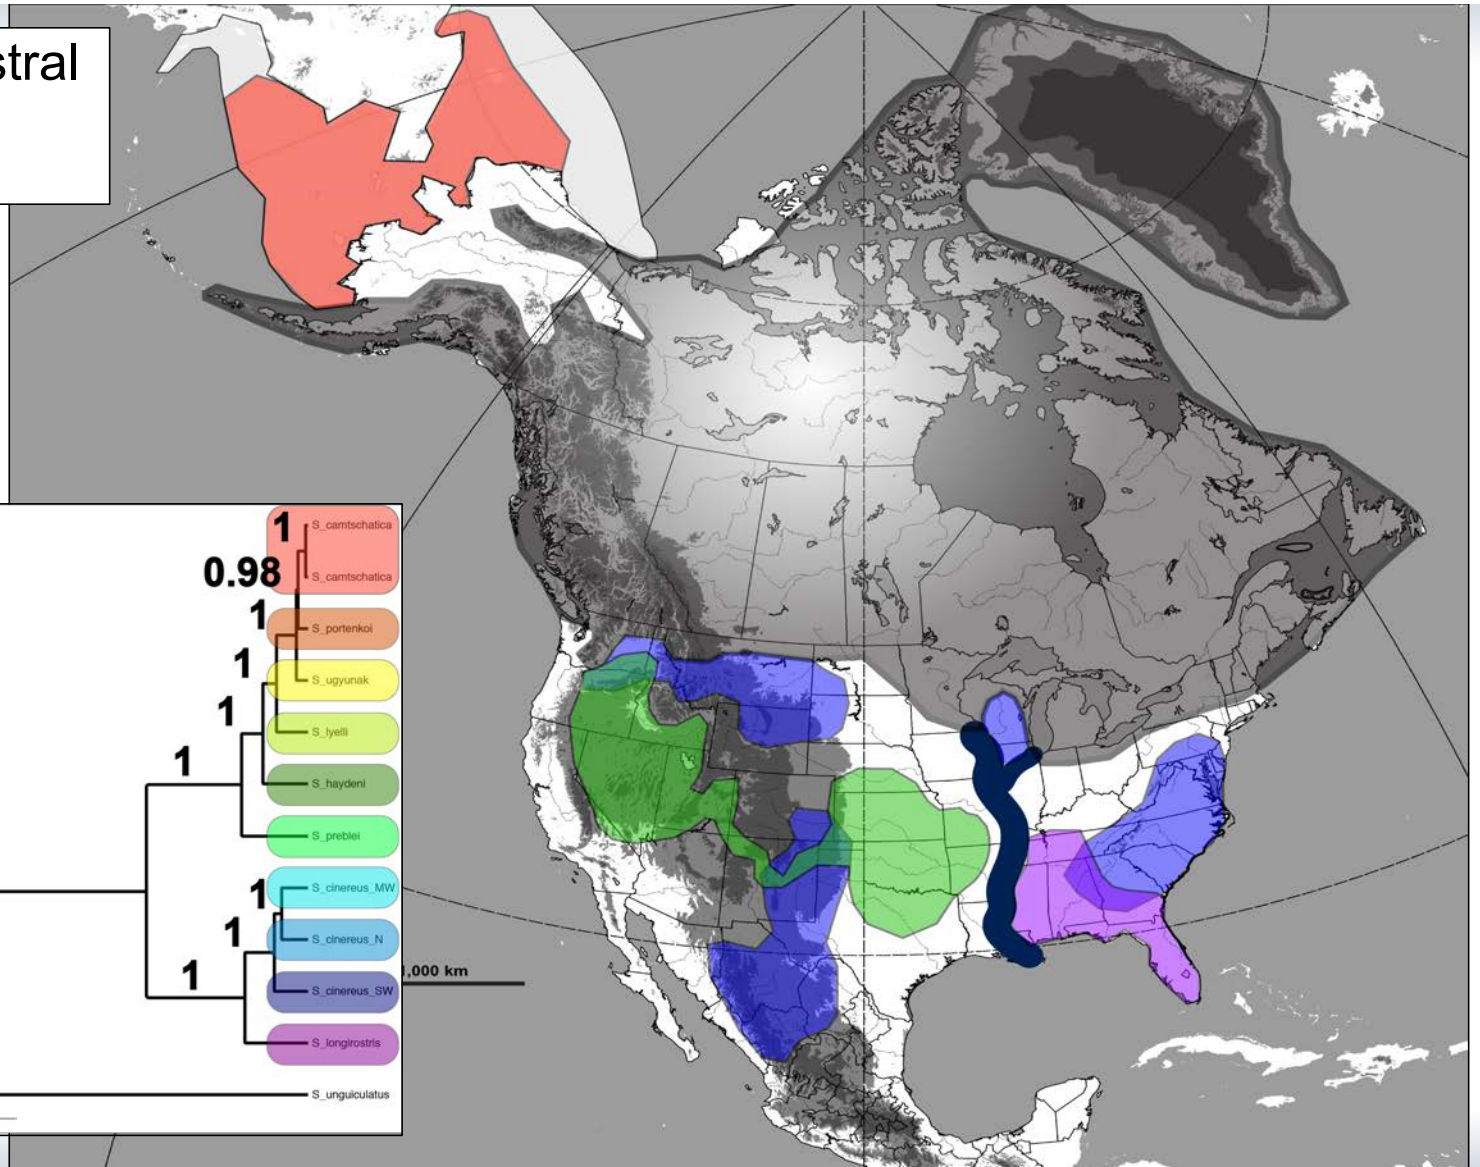 stral
1
S_camtschatica
0.98
S_camtschatica
1
S_portenkoi
1
S_ugyunak
1
S_lyelli
1
S_haydeni
S_preblei
1
S_cinereus_MW
1
S_cinereus_N
1
S_cinereus_SW
S_longirostris
S_unguiculatus
1,000 km